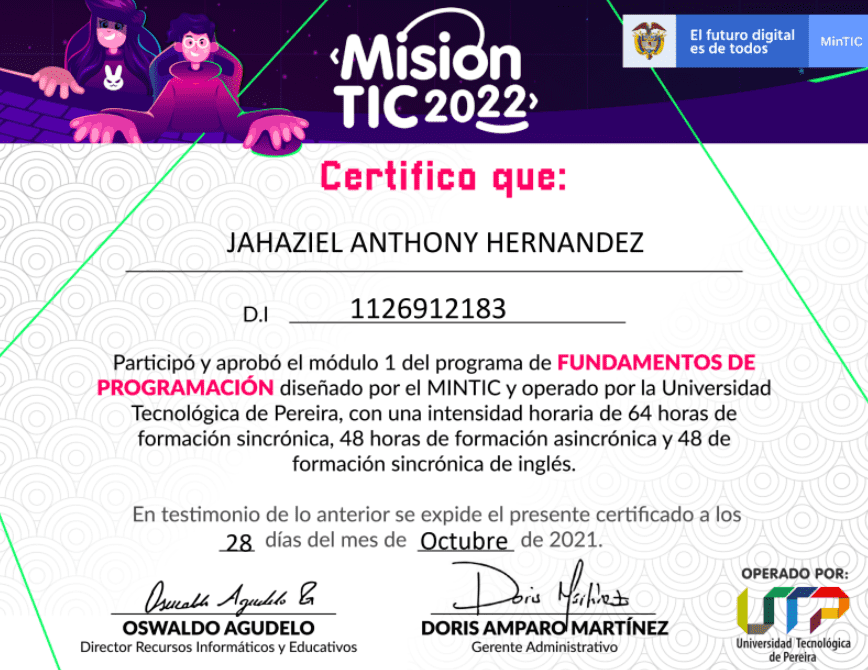 ‹Misión
TIC 2022›
El futuro digital
es de todos
MinTIC
Certifica que:
JAHAZIEL ANTHONY HERNANDEZ
D.I 1126912183
Participó y aprobó el módulo 1 del programa de FUNDAMENTOS DE
PROGRAMACIÓN diseñado por el MINTIC y operado por la Universidad
Tecnológica de Pereira, con una intensidad horaria de 64 horas de
formación sincrónica, 48 horas de formación asincrónica y 48 de
formación sincrónica de inglés.
En testimonio de lo anterior se expide el presente certificado a los
28 días del mes de Octubre de 2021.
Oswaldo Agudelo G
OSWALDO AGUDELO
Director Recursos Informáticos y Educativos
Doris Martínez
DORIS AMPARO MARTÍNEZ
Gerente Administrativo
OPERADO POR:
UTP
Universidad Tecnológica
de Pereira